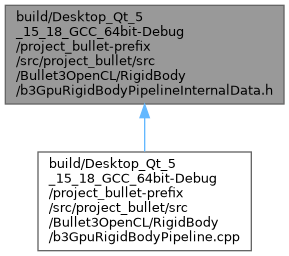 build/Desktop_Qt_5
_15_18_GCC_64bit-Debug
/project_bullet-prefix
/src/project_bullet/src
/Bullet3OpenCL/RigidBody
/b3GpuRigidBodyPipelineInternalData.h
build/Desktop_Qt_5
_15_18_GCC_64bit-Debug
/project_bullet-prefix
/src/project_bullet/src
/Bullet3OpenCL/RigidBody
/b3GpuRigidBodyPipeline.cpp